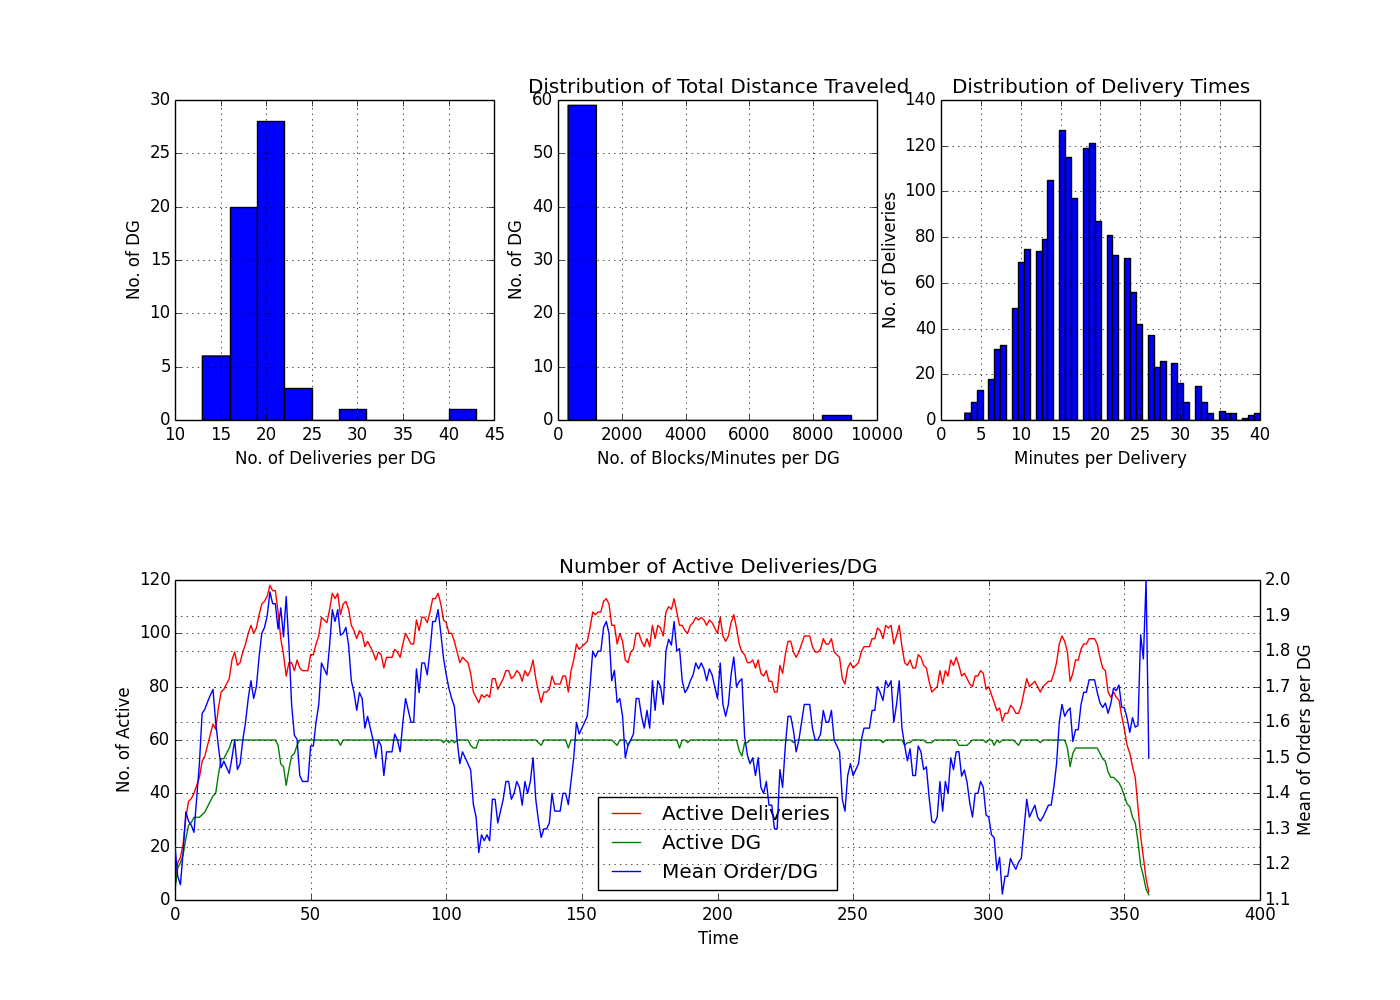 Distribution of Total Distance Traveled
Distribution of Delivery Times
30
25
20
15
10
5
0
No. of DG
10 15 20 25 30 35 40 45
No. of Deliveries per DG
60
50
40
30
20
10
0
No. of DG
0 2000 4000 6000 8000 10000
No. of Blocks/Minutes per DG
140
120
100
80
60
40
20
0
No. of Deliveries
0 5 10 15 20 25 30 35 40
Minutes per Delivery
Number of Active Deliveries/DG
120
100
80
60
40
20
0
No. of Active
2.0
1.9
1.8
1.7
1.6
1.5
1.4
1.3
1.2
1.1
Mean of Orders per DG
Active Deliveries
Active DG
Mean Order/DG
0 50 100 150 200 250 300 350 400
Time